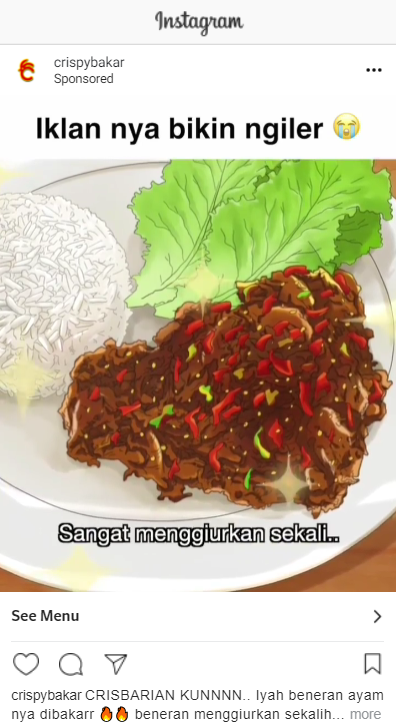 Instagram
crispybakar
Sponsored
Iklan nya bikin ngiler 😭
Sangat menggiurkan sekali..
See Menu
crispybakar CRISBARIAN KUNNNN.. Iyah beneran ayam
nya dibakarr 🔥🔥 beneran menggiurkan sekalih... more